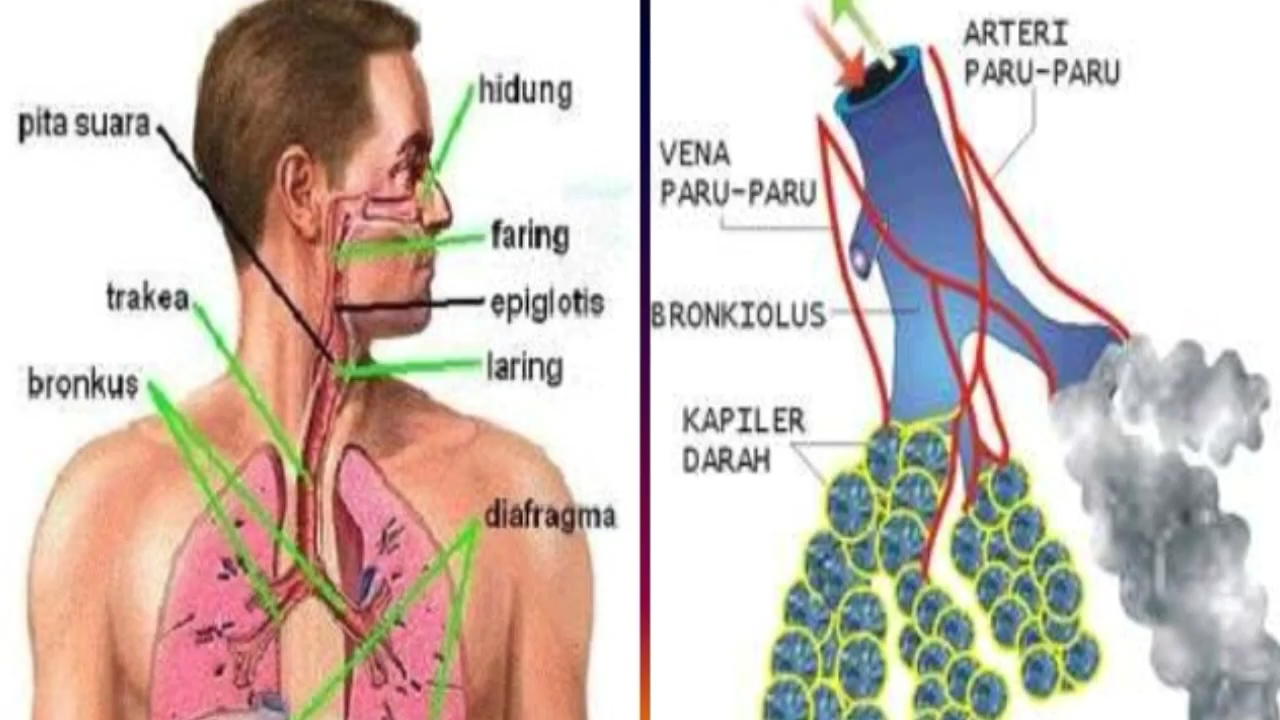 hidung
pita suara
faring
trakea
epiglotis
laring
bronkus
diafragma
ARTERI
PARU-PARU
VENA
PARU-PARU
BRONKIOLUS
KAPILER
DARAH